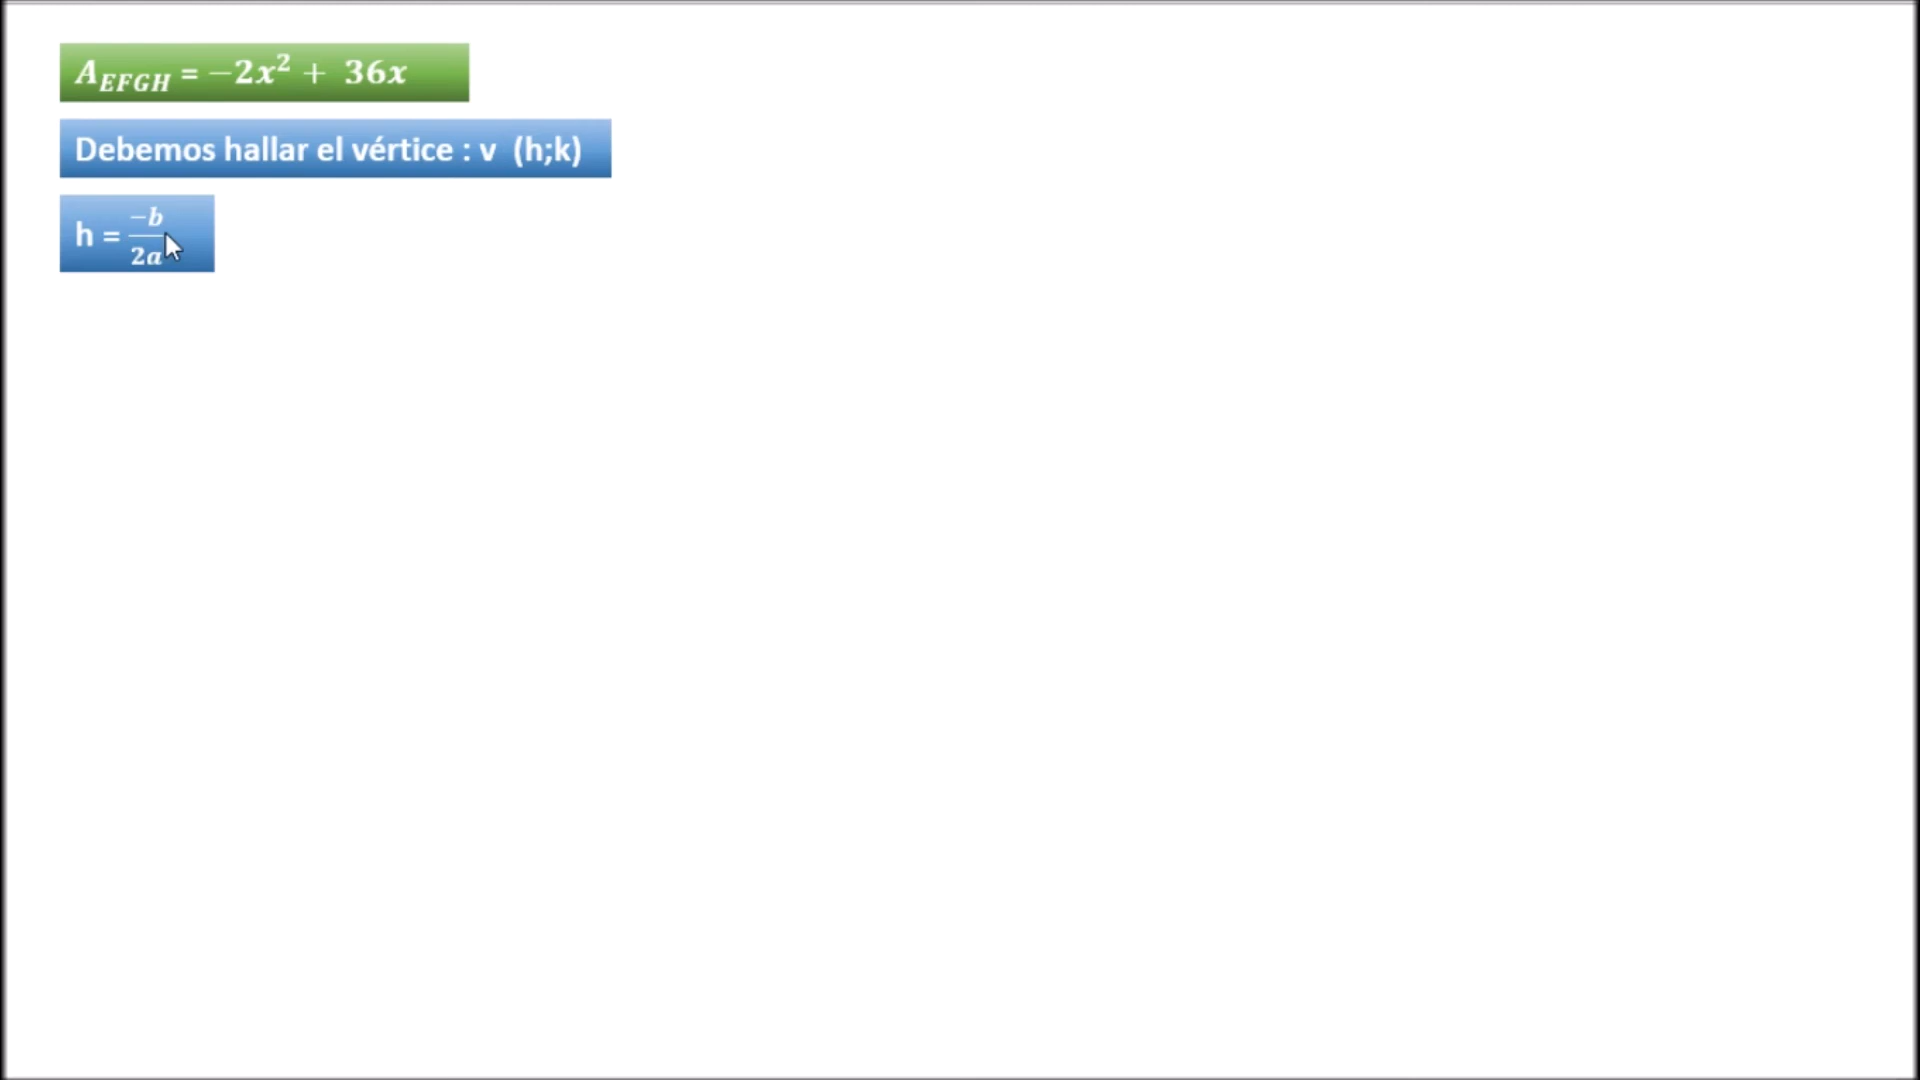 A_EFGH = −2x² + 36x
Debemos hallar el vértice : v (h;k)
h = −b/2a